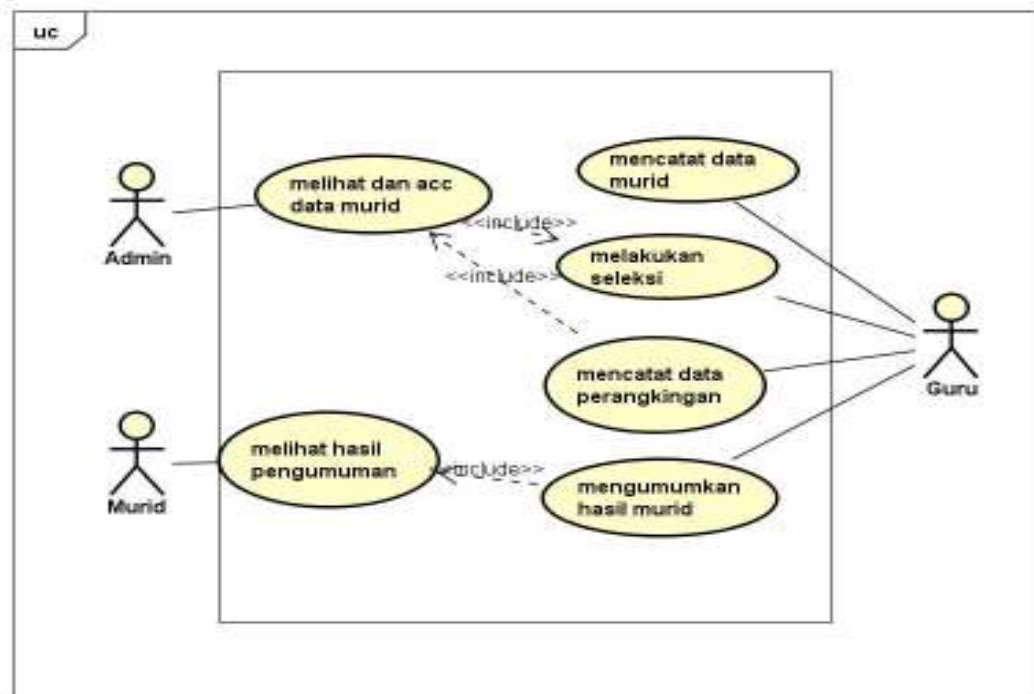 uc
mencatat data
murid
melihat dan acc
data murid
<<include>>
Admin
melakukan
seleksi
<<include>>
mencatat data
perangkingan
Guru
melihat hasil
pengumuman
<<include>>
mengumumkan
hasil murid
Murid